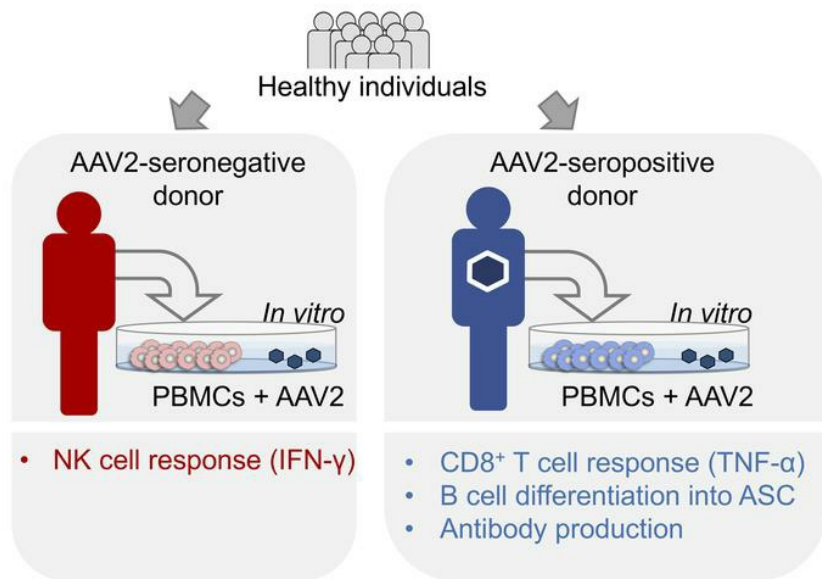 Healthy individuals
AAV2-seronegative
donor
In vitro
PBMCs + AAV2
• NK cell response (IFN-γ)
AAV2-seropositive
donor
In vitro
PBMCs + AAV2
• CD8⁺ T cell response (TNF-α)
• B cell differentiation into ASC
• Antibody production